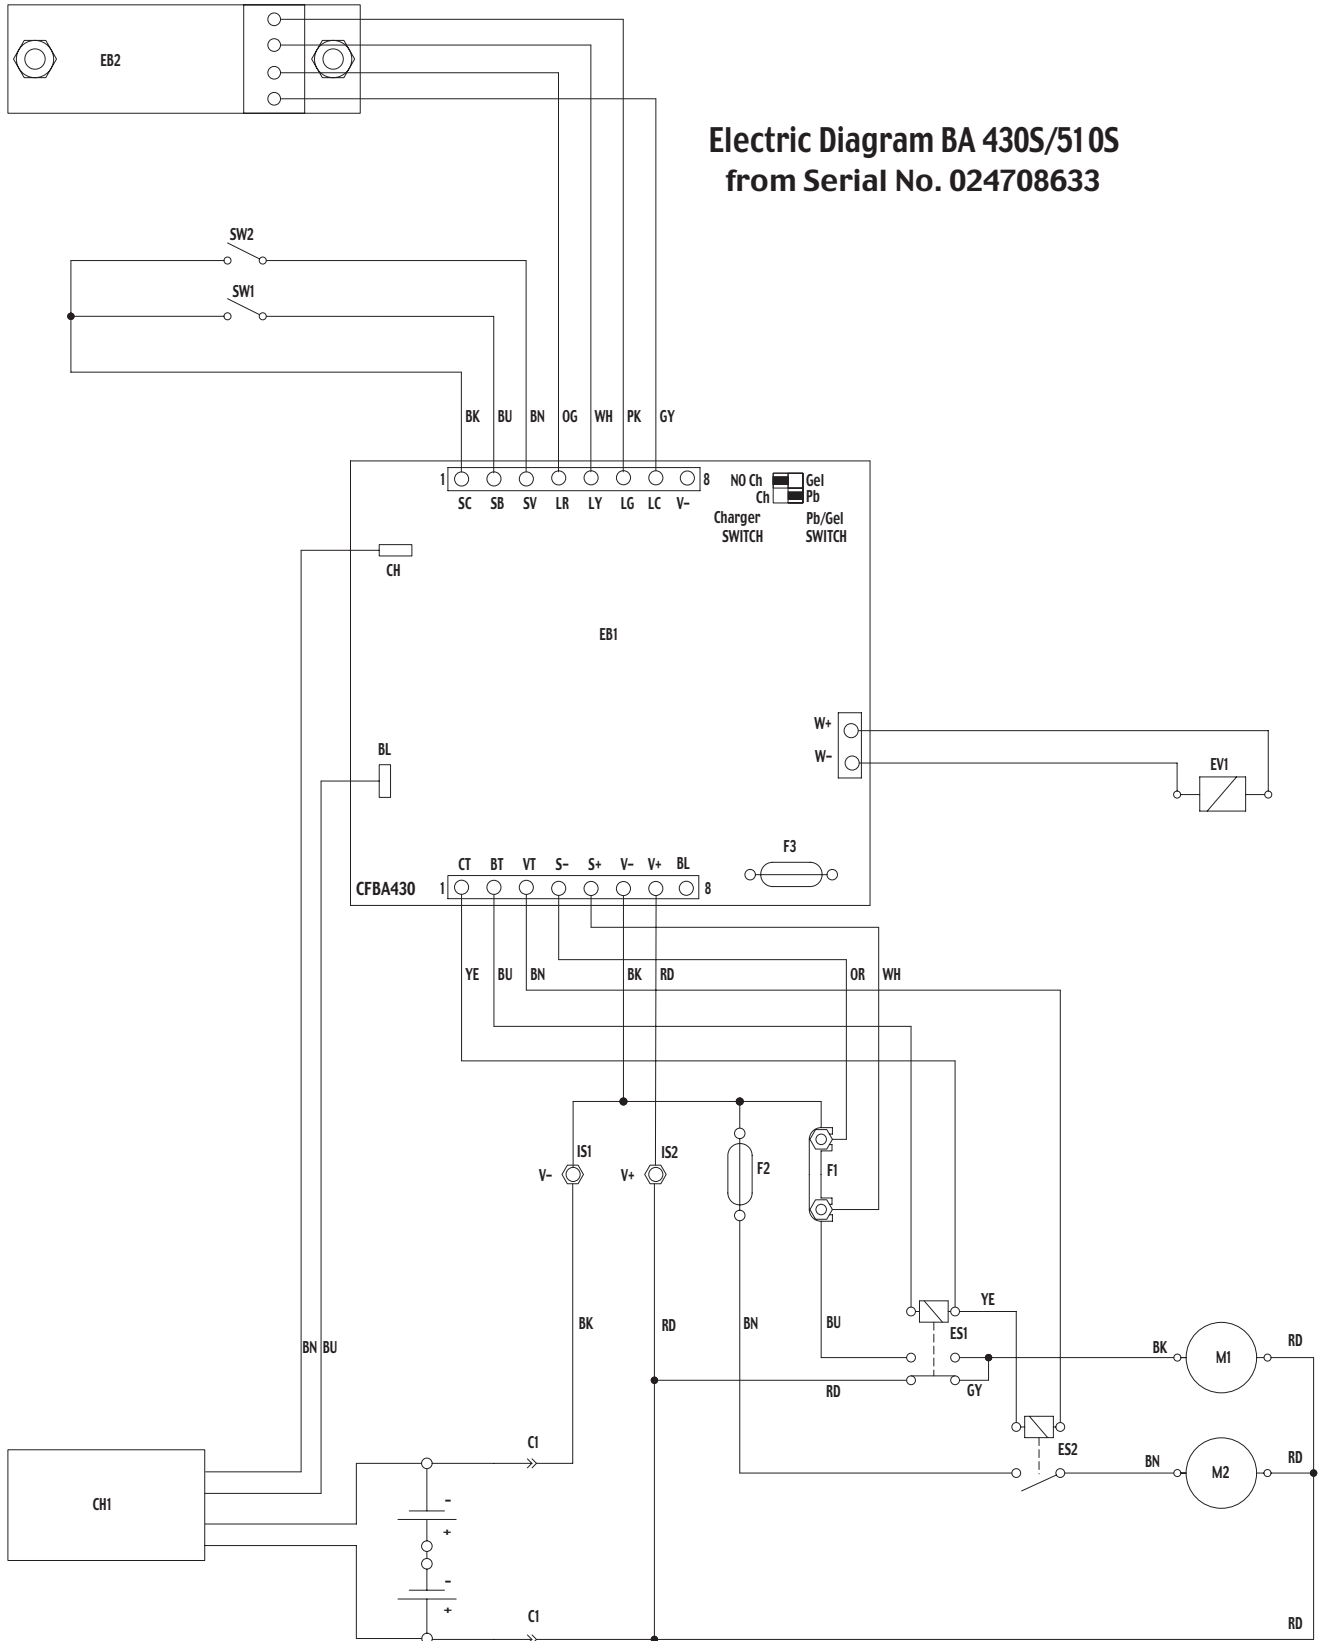 EB2
Electric Diagram BA 430S/510S
from Serial No. 024708633
SW2
SW1
BK BU BN OG WH PK GY
1 8
SC SB SV LR LY LG LC V-
NO Ch Gel
Ch Pb
Charger Pb/Gel
SWITCH SWITCH
CH
EB1
W+
BL
W-
EV1
F3
CT BT VT S- S+ V- V+ BL
CFBA430 1 8
YE BU BN BK RD OR WH
IS1 IS2
V- V+ F2 F1
YE
BK RD BN BU ES1
BN BU BK M1 RD
RD GY
C1 ES2
BN M2 RD
CH1
-
+
-
+
C1
RD